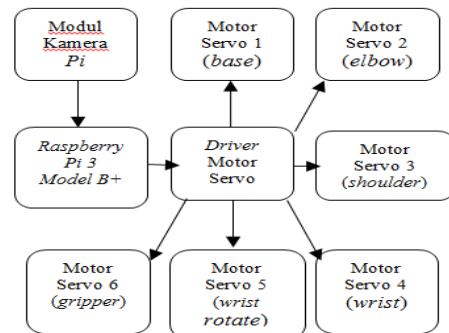 Modul
Kamera
Pi
Motor
Servo 1
(base)
Motor
Servo 2
(elbow)
Raspberry
Pi 3
Model B+
Driver
Motor
Servo
Motor
Servo 3
(shoulder)
Motor
Servo 6
(gripper)
Motor
Servo 5
(wrist
rotate)
Motor
Servo 4
(wrist)